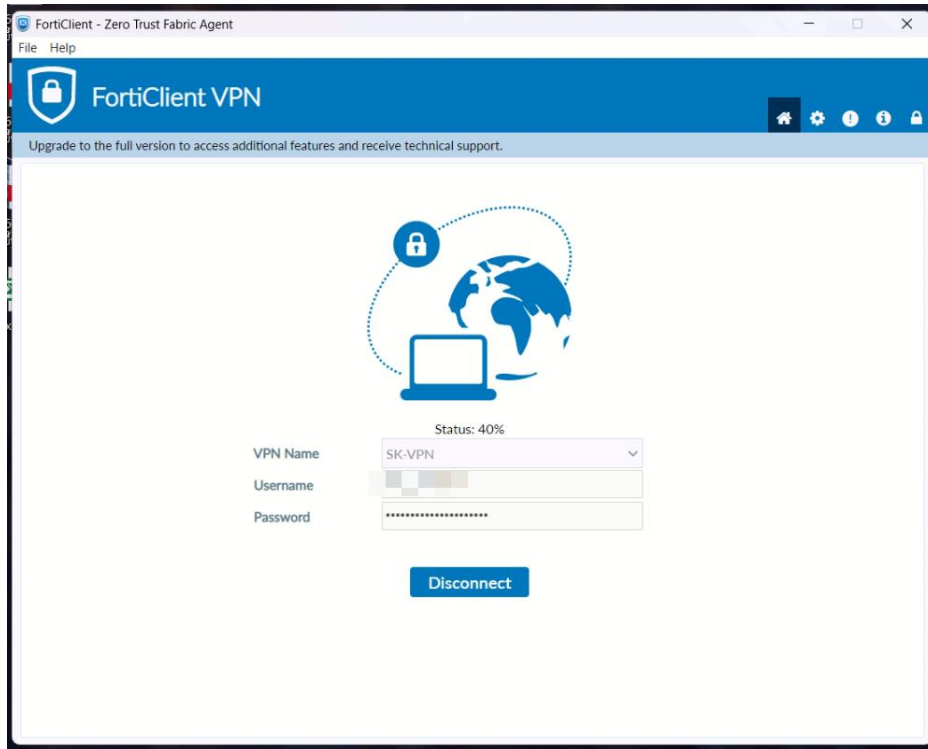 FortiClient - Zero Trust Fabric Agent
File Help
FortiClient VPN
Upgrade to the full version to access additional features and receive technical support.
Status: 40%
VPN Name SK-VPN
Username
Password •••••••••••••••••••••
Disconnect